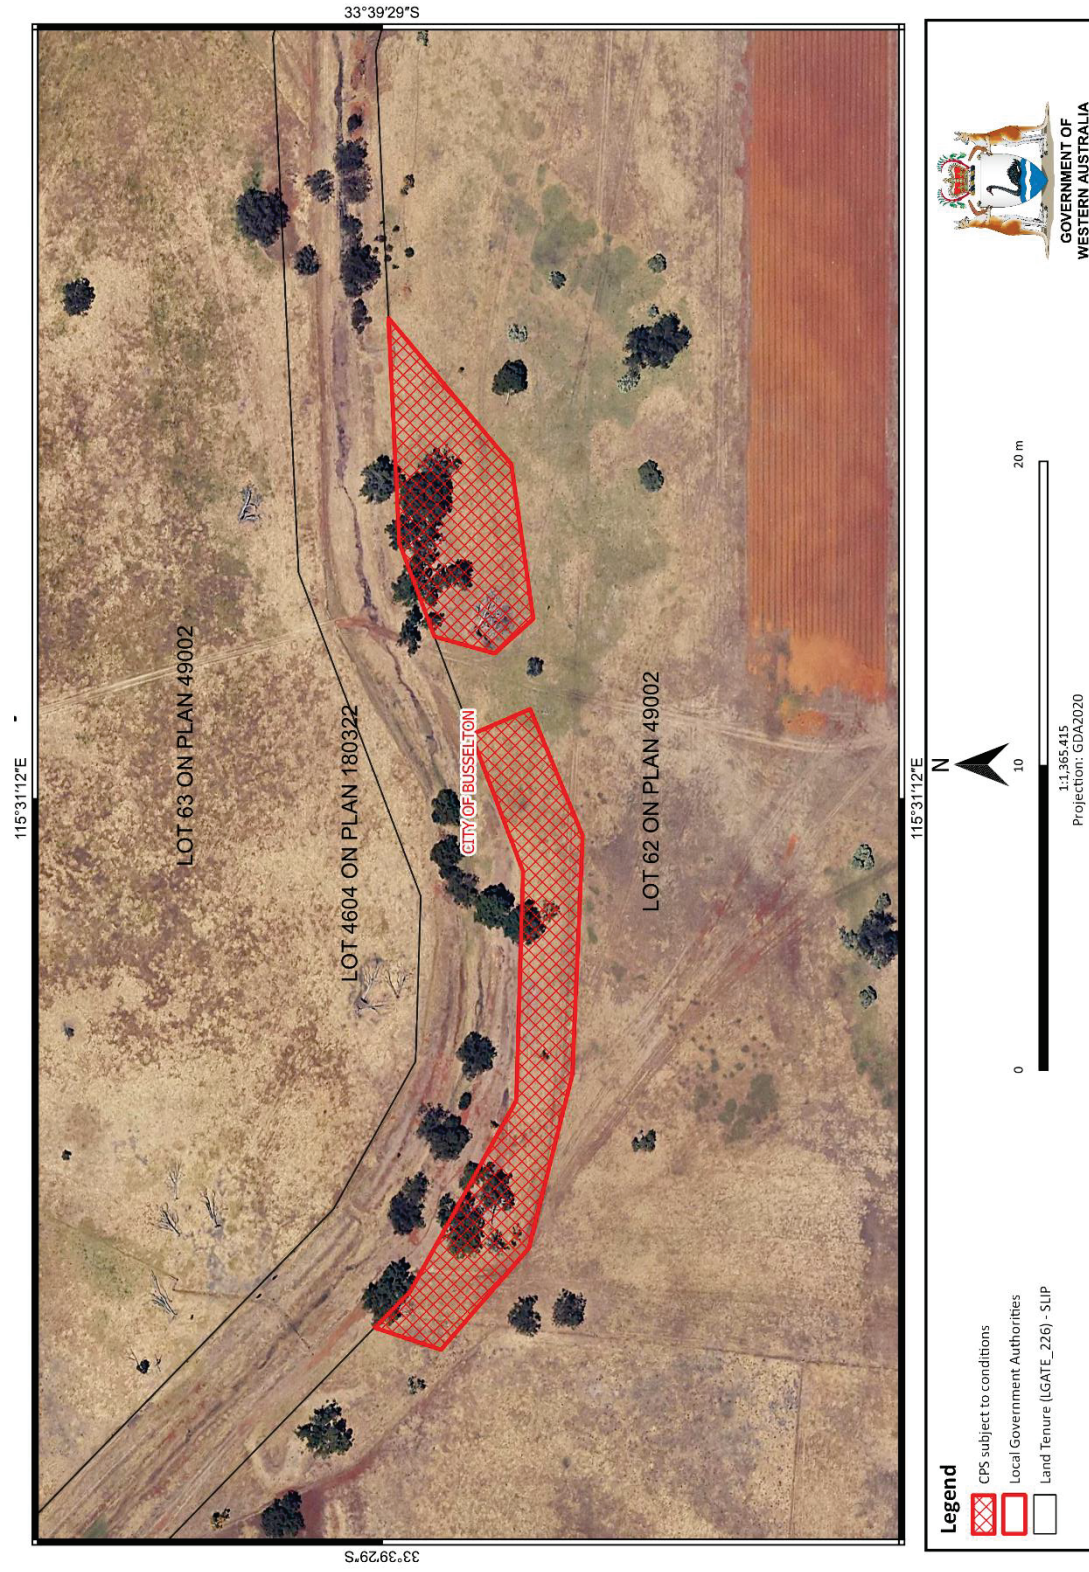 33°39'29"S
115°31'12"E
LOT 63 ON PLAN 49002
LOT 4604 ON PLAN 180322
CITY OF BUSSELTON
LOT 62 ON PLAN 49002
115°31'12"E
33°39'29"S
Legend
CPS subject to conditions
Local Government Authorities
Land Tenure (LGATE_226) - SLIP
N
0
10
20 m
1:1,365.415
Projection: GDA2020
GOVERNMENT OF
WESTERN AUSTRALIA